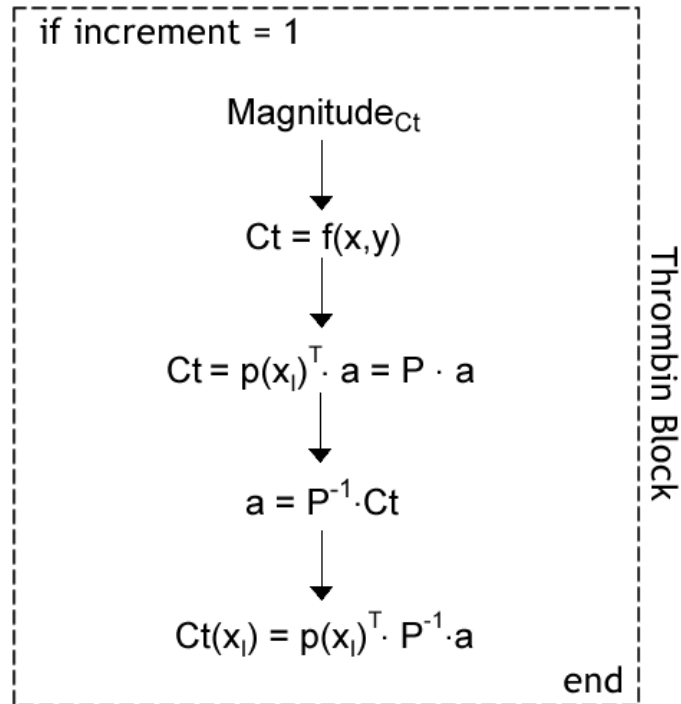 if increment = 1
Magnitude_Ct
Ct = f(x,y)
Ct = p(x_I)^T · a = P · a
a = P^-1·Ct
Ct(x_I) = p(x_I)^T · P^-1·a
end
Thrombin Block